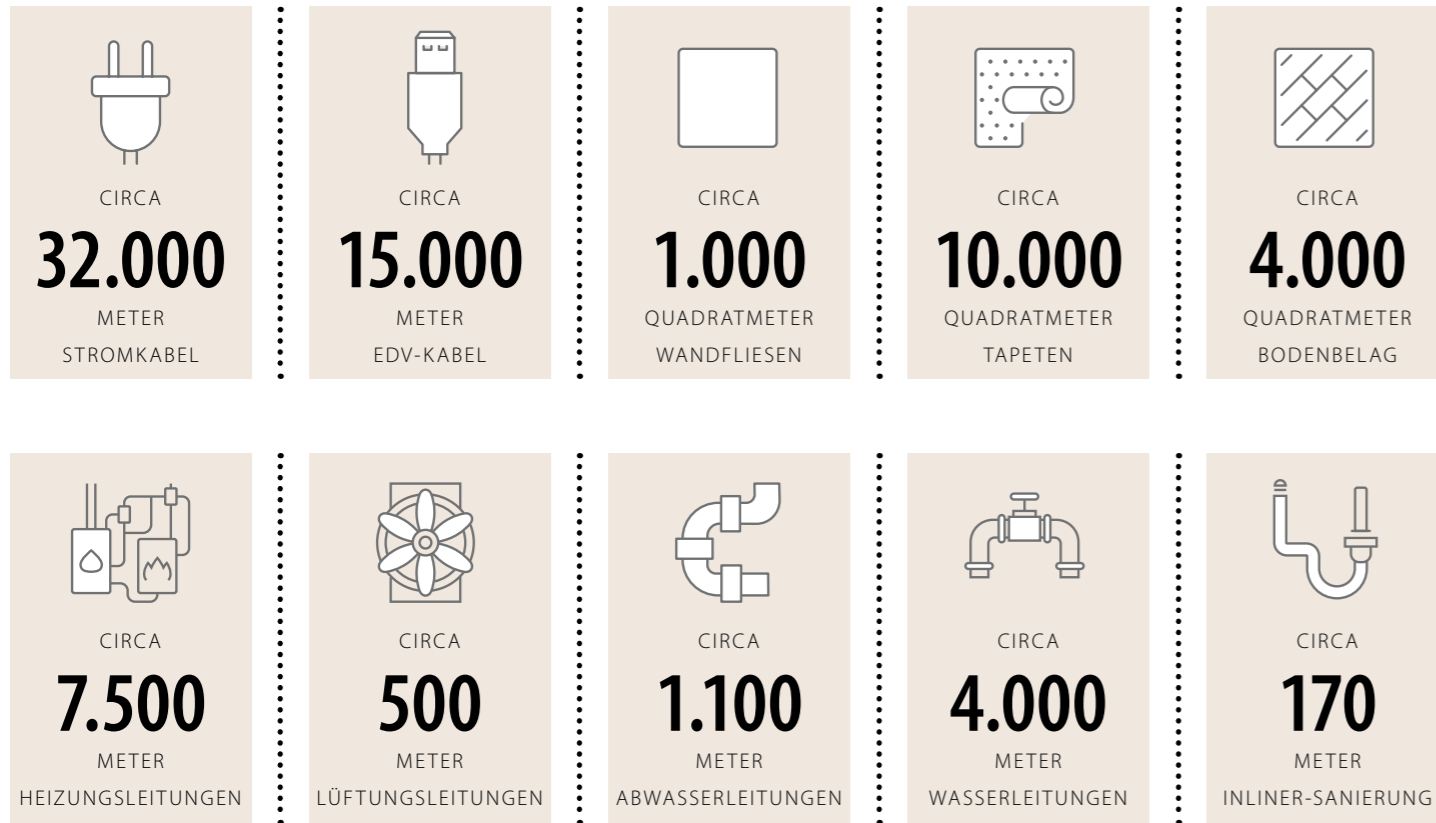 CIRCA
32.000
METER
STROMKABEL
CIRCA
15.000
METER
EDV-KABEL
CIRCA
1.000
QUADRATMETER
WANDFLIESEN
CIRCA
10.000
QUADRATMETER
TAPETEN
CIRCA
4.000
QUADRATMETER
BODENBELAG
CIRCA
7.500
METER
HEIZUNGSLEITUNGEN
CIRCA
500
METER
LÜFTUNGSLEITUNGEN
CIRCA
1.100
METER
ABWASSERLEITUNGEN
CIRCA
4.000
METER
WASSERLEITUNGEN
CIRCA
170
METER
INLINER-SANIERUNG